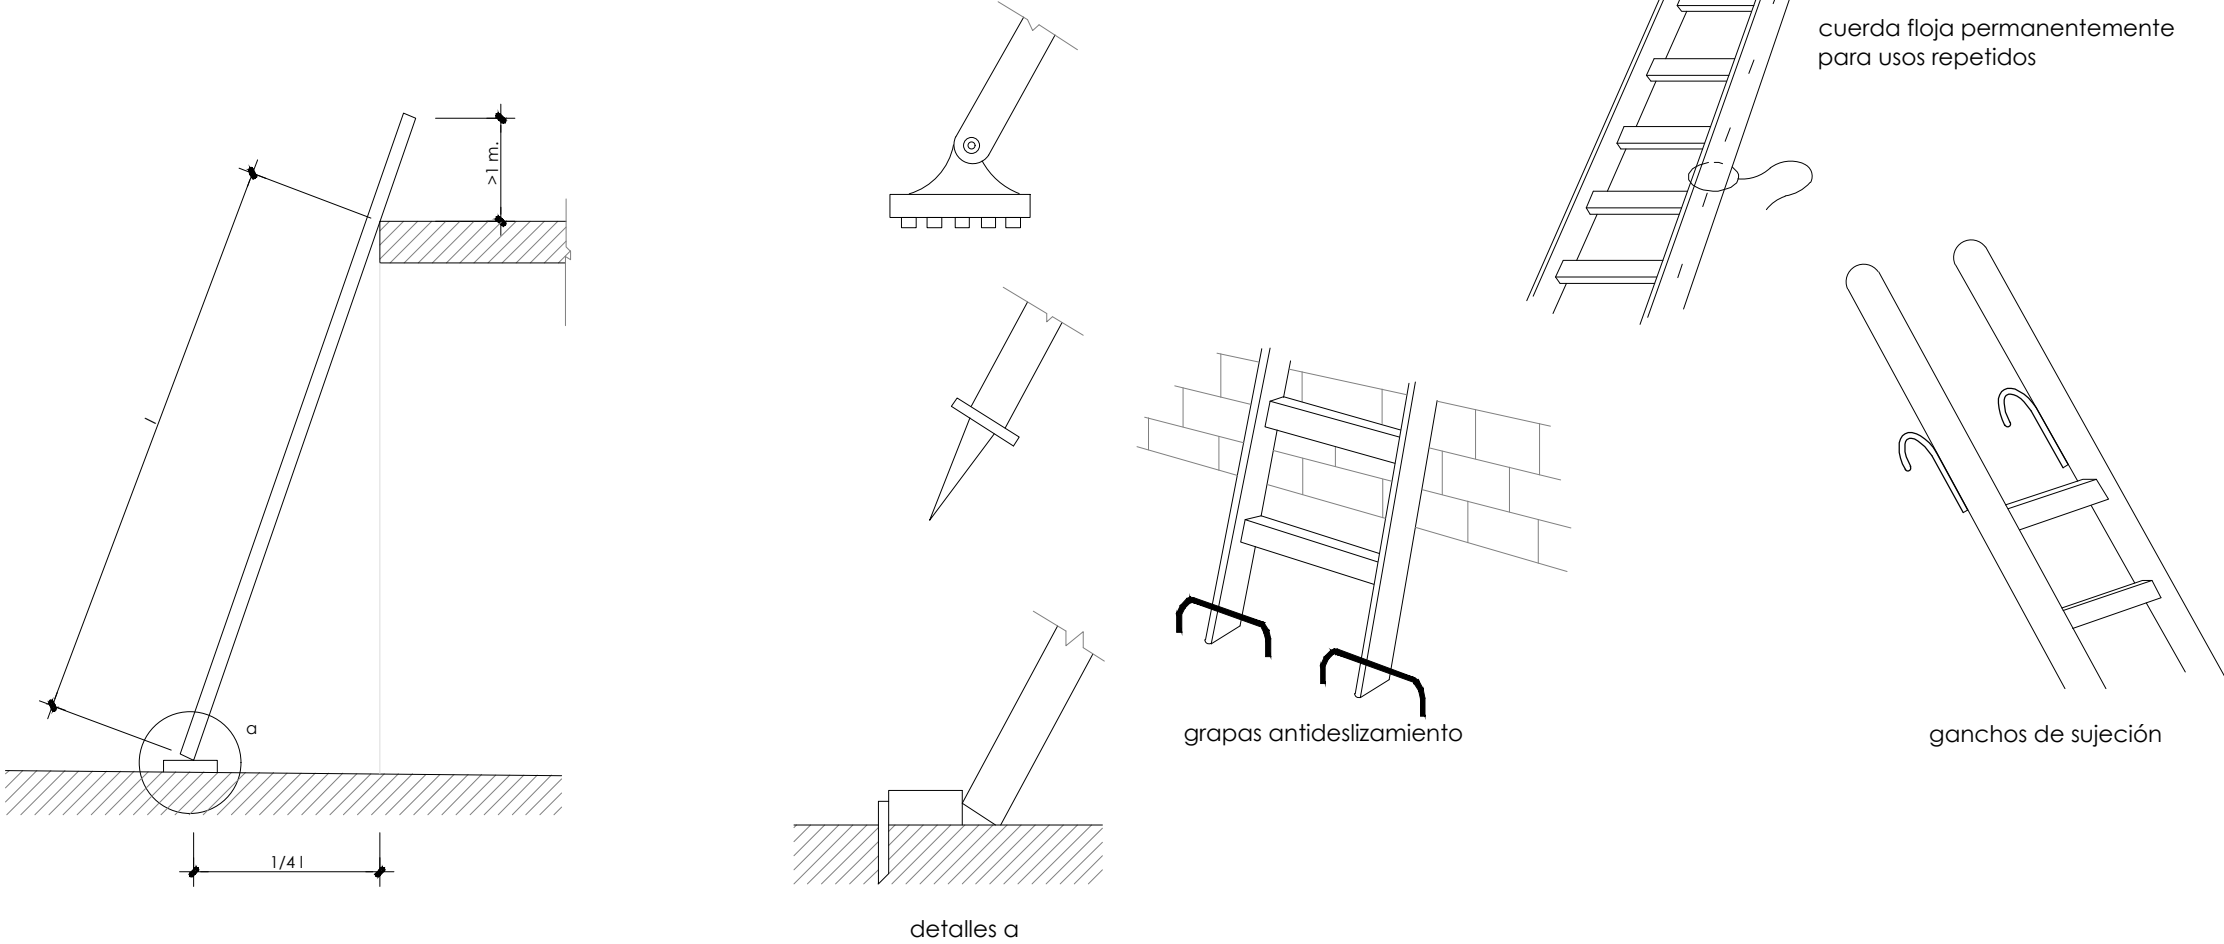 cuerda floja permanentemente
para usos repetidos
>1 m.
l
a
1/4 l
grapas antideslizamiento
ganchos de sujeción
detalles a